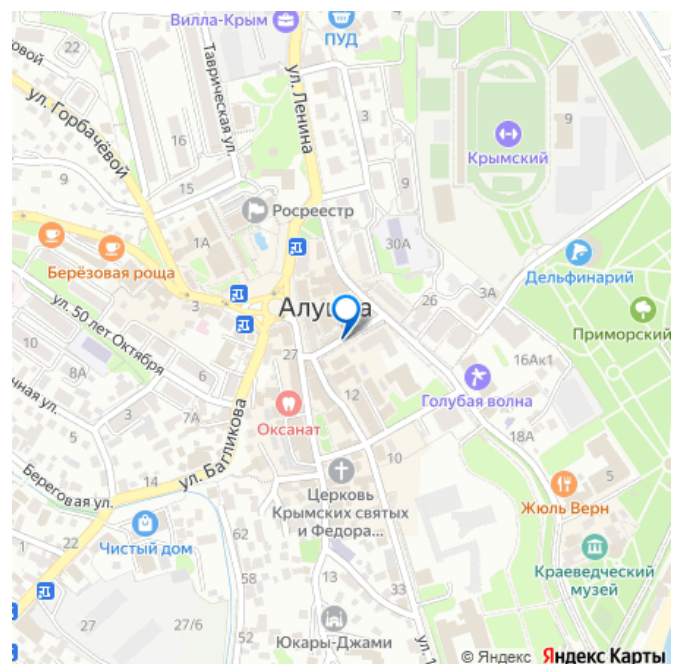 Вилла-Крым
ПУД
22
ул. Горбачёвой
Таврическая ул.
ул. Ленина
3
9
16
Крымский
9
15
9
Росреестр
1А
30А
Дельфинарий
Берёзовая роща
3
26
3А
Приморский
ул. 50 лет Октября
10
8А
6
27
16Ак1
12
Голубая волна
3
7А
Оксанат
18А
5
ул. Багликова
10
14
Береговая ул.
Церковь
Крымских святых
и Федора...
5
Жюль Верн
1
22
Чистый дом
62
58
Краеведческий
музей
13
33
27
27/6
52
Юкары-Джами
© Яндекс Яндекс Карты